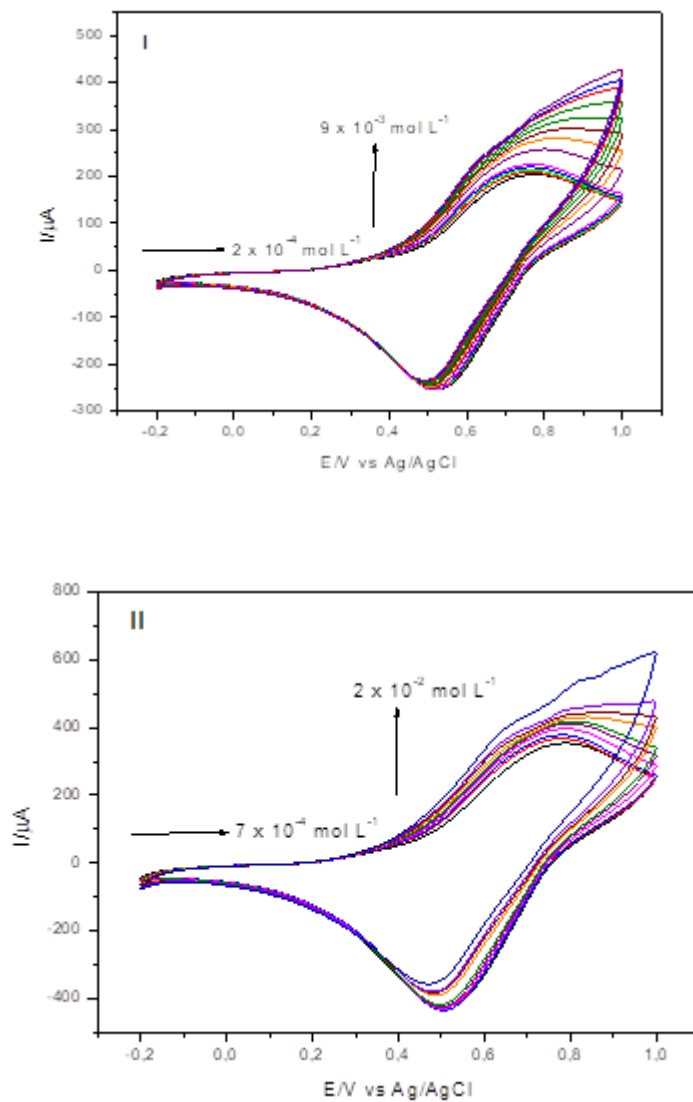 I
500
400
300
200
100
0
-100
-200
-300
I/µA
9 x 10⁻³ mol L⁻¹
2 x 10⁻⁴ mol L⁻¹
-0,2 0,0 0,2 0,4 0,6 0,8 1,0
E/V vs Ag/AgCl
II
800
600
400
200
0
-200
-400
I/µA
2 x 10⁻² mol L⁻¹
7 x 10⁻⁴ mol L⁻¹
-0,2 0,0 0,2 0,4 0,6 0,8 1,0
E/V vs Ag/AgCl